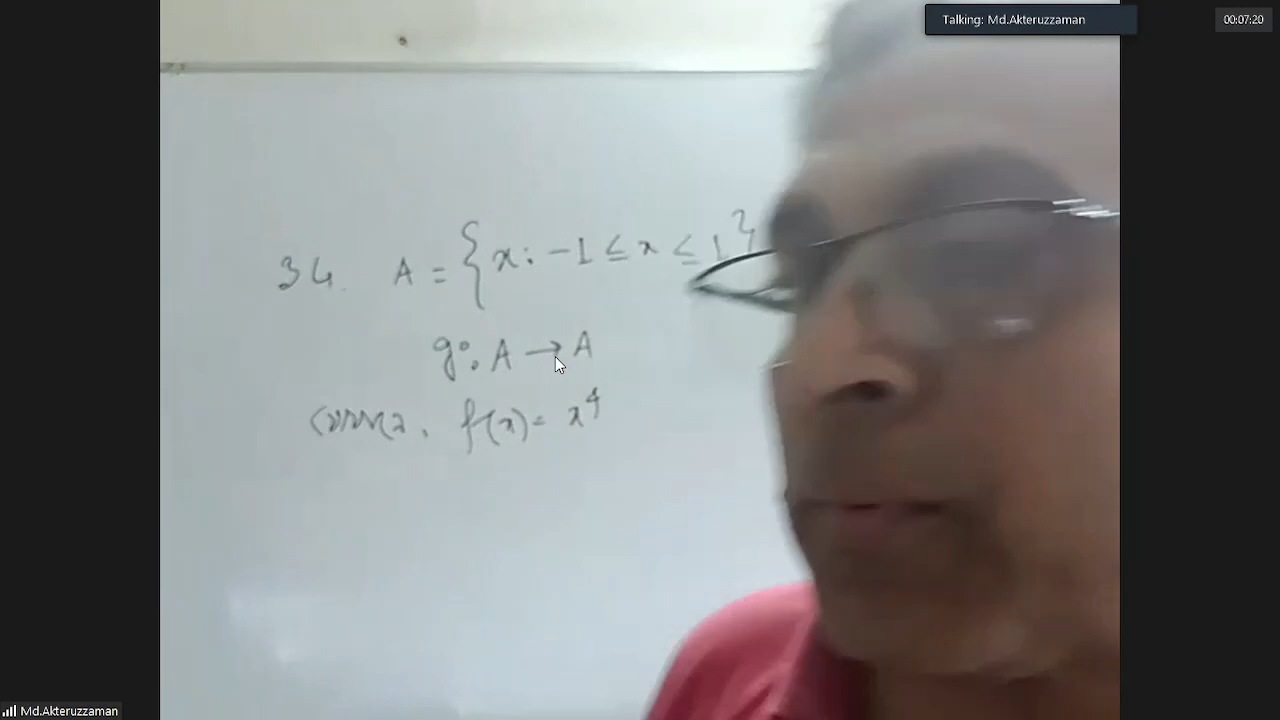 Talking: Md.Akteruzzaman
00:07:20
34. A = {x: -1 ≤ x ≤ 1}
g: A → A
f(x) = x⁴
Md.Akteruzzaman